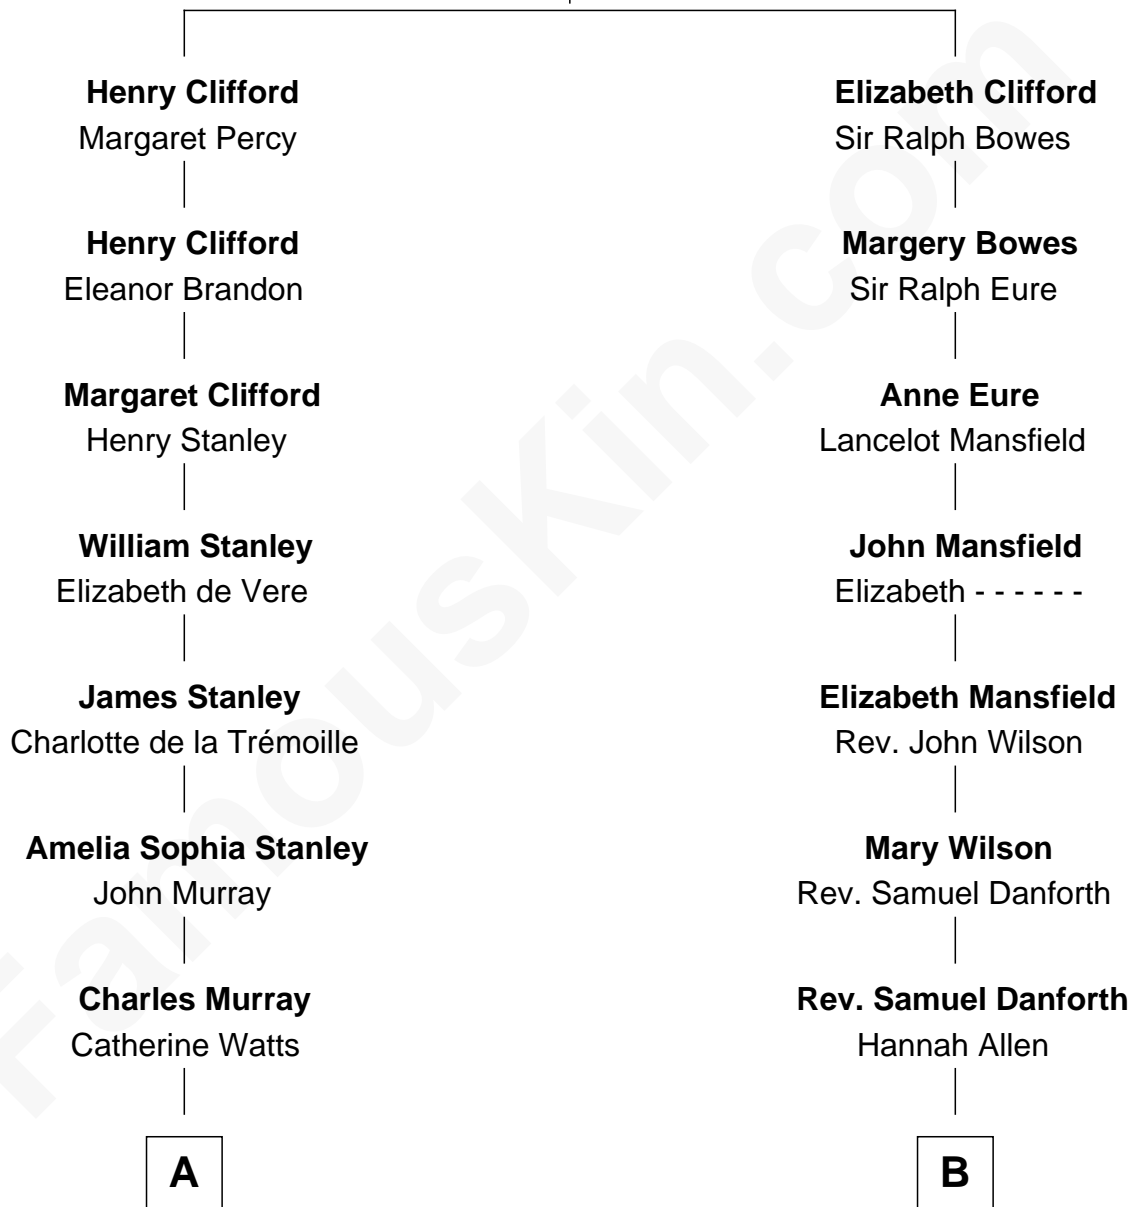 Henry Clifford
Margaret Percy
Henry Clifford
Eleanor Brandon
Margaret Clifford
Henry Stanley
William Stanley
Elizabeth de Vere
James Stanley
Charlotte de la Trémoille
Amelia Sophia Stanley
John Murray
Charles Murray
Catherine Watts
A
Elizabeth Clifford
Sir Ralph Bowes
Margery Bowes
Sir Ralph Eure
Anne Eure
Lancelot Mansfield
John Mansfield
Elizabeth - - - - - -
Elizabeth Mansfield
Rev. John Wilson
Mary Wilson
Rev. Samuel Danforth
Rev. Samuel Danforth
Hannah Allen
B
FamousKin.com